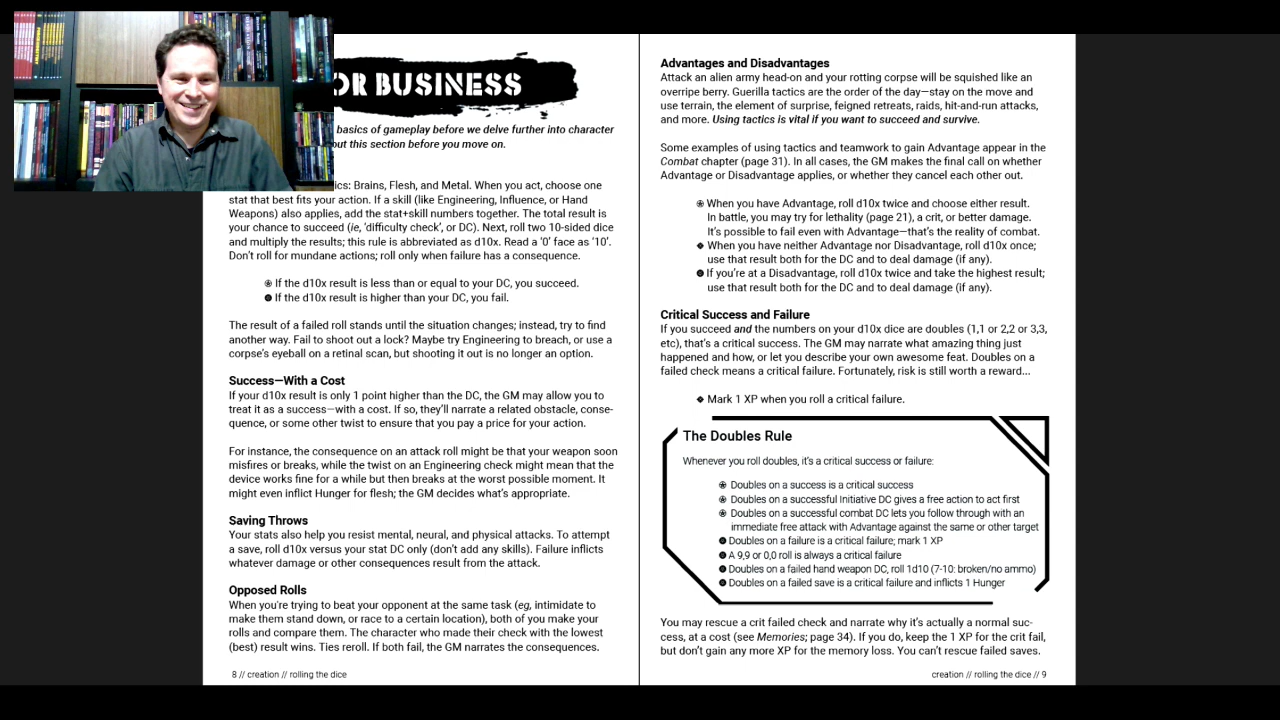 OR BUSINESS
basics of gameplay before we delve further into character
out this section before you move on.
ics: Brains, Flesh, and Metal. When you act, choose one
stat that best fits your action. If a skill (like Engineering, Influence, or Hand
Weapons) also applies, add the stat+skill numbers together. The total result is
your chance to succeed (ie, 'difficulty check', or DC). Next, roll two 10-sided dice
and multiply the results; this rule is abbreviated as d10x. Read a '0' face as '10'.
Don't roll for mundane actions; roll only when failure has a consequence.
If the d10x result is less than or equal to your DC, you succeed.
If the d10x result is higher than your DC, you fail.
The result of a failed roll stands until the situation changes; instead, try to find
another way. Fail to shoot out a lock? Maybe try Engineering to breach, or use a
corpse's eyeball on a retinal scan, but shooting it out is no longer an option.
Success—With a Cost
If your d10x result is only 1 point higher than the DC, the GM may allow you to
treat it as a success—with a cost. If so, they'll narrate a related obstacle, conse-
quence, or some other twist to ensure that you pay a price for your action.
For instance, the consequence on an attack roll might be that your weapon soon
misfires or breaks, while the twist on an Engineering check might mean that the
device works fine for a while but then breaks at the worst possible moment. It
might even inflict Hunger for flesh; the GM decides what's appropriate.
Saving Throws
Your stats also help you resist mental, neural, and physical attacks. To attempt
a save, roll d10x versus your stat DC only (don't add any skills). Failure inflicts
whatever damage or other consequences result from the attack.
Opposed Rolls
When you're trying to beat your opponent at the same task (eg, intimidate to
make them stand down, or race to a certain location), both of you make your
rolls and compare them. The character who made their check with the lowest
(best) result wins. Ties reroll. If both fail, the GM narrates the consequences.
8 // creation // rolling the dice
Advantages and Disadvantages
Attack an alien army head-on and your rotting corpse will be squished like an
overripe berry. Guerilla tactics are the order of the day—stay on the move and
use terrain, the element of surprise, feigned retreats, raids, hit-and-run attacks,
and more. Using tactics is vital if you want to succeed and survive.
Some examples of using tactics and teamwork to gain Advantage appear in the
Combat chapter (page 31). In all cases, the GM makes the final call on whether
Advantage or Disadvantage applies, or whether they cancel each other out.
When you have Advantage, roll d10x twice and choose either result.
In battle, you may try for lethality (page 21), a crit, or better damage.
It's possible to fail even with Advantage—that's the reality of combat.
When you have neither Advantage nor Disadvantage, roll d10x once;
use that result both for the DC and to deal damage (if any).
If you're at a Disadvantage, roll d10x twice and take the highest result;
use that result both for the DC and to deal damage (if any).
Critical Success and Failure
If you succeed and the numbers on your d10x dice are doubles (1,1 or 2,2 or 3,3,
etc), that's a critical success. The GM may narrate what amazing thing just
happened and how, or let you describe your own awesome feat. Doubles on a
failed check means a critical failure. Fortunately, risk is still worth a reward...
Mark 1 XP when you roll a critical failure.
The Doubles Rule
Whenever you roll doubles, it's a critical success or failure:
Doubles on a success is a critical success
Doubles on a successful Initiative DC gives a free action to act first
Doubles on a successful combat DC lets you follow through with an
immediate free attack with Advantage against the same or other target
Doubles on a failure is a critical failure; mark 1 XP
A 9,9 or 0,0 roll is always a critical failure
Doubles on a failed hand weapon DC, roll 1d10 (7-10: broken/no ammo)
Doubles on a failed save is a critical failure and inflicts 1 Hunger
You may rescue a crit failed check and narrate why it's actually a normal suc-
cess, at a cost (see Memories; page 34). If you do, keep the 1 XP for the crit fail,
but don't gain any more XP for the memory loss. You can't rescue failed saves.
creation // rolling the dice // 9